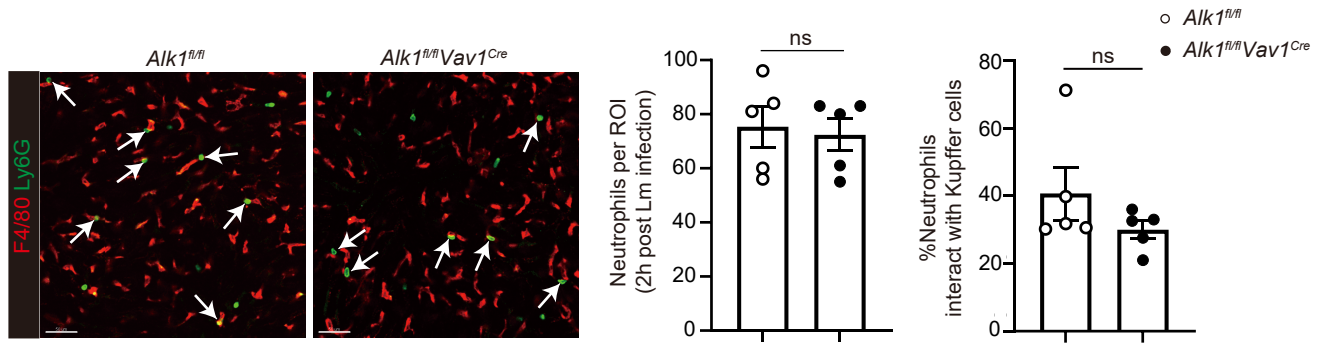 Alk1fl/fl
Alk1fl/flVav1Cre
F4/80 Ly6G
Neutrophils per ROI
(2h post Lm infection)
100
80
60
40
20
0
ns
%Neutrophils
interact with Kupffer cells
80
60
40
20
0
ns
Alk1fl/fl
Alk1fl/flVav1Cre